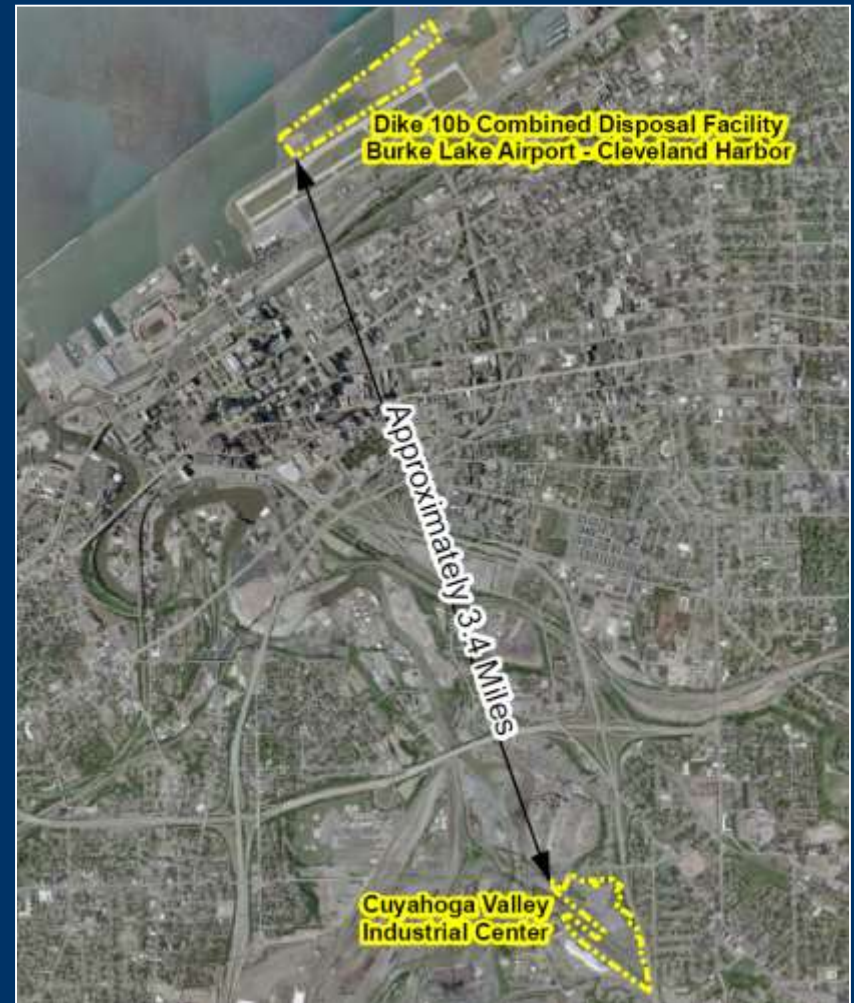 Dike 10b Combined Disposal Facility
Burke Lake Airport - Cleveland Harbor
Approximately 3.4 Miles
Cuyahoga Valley
Industrial Center